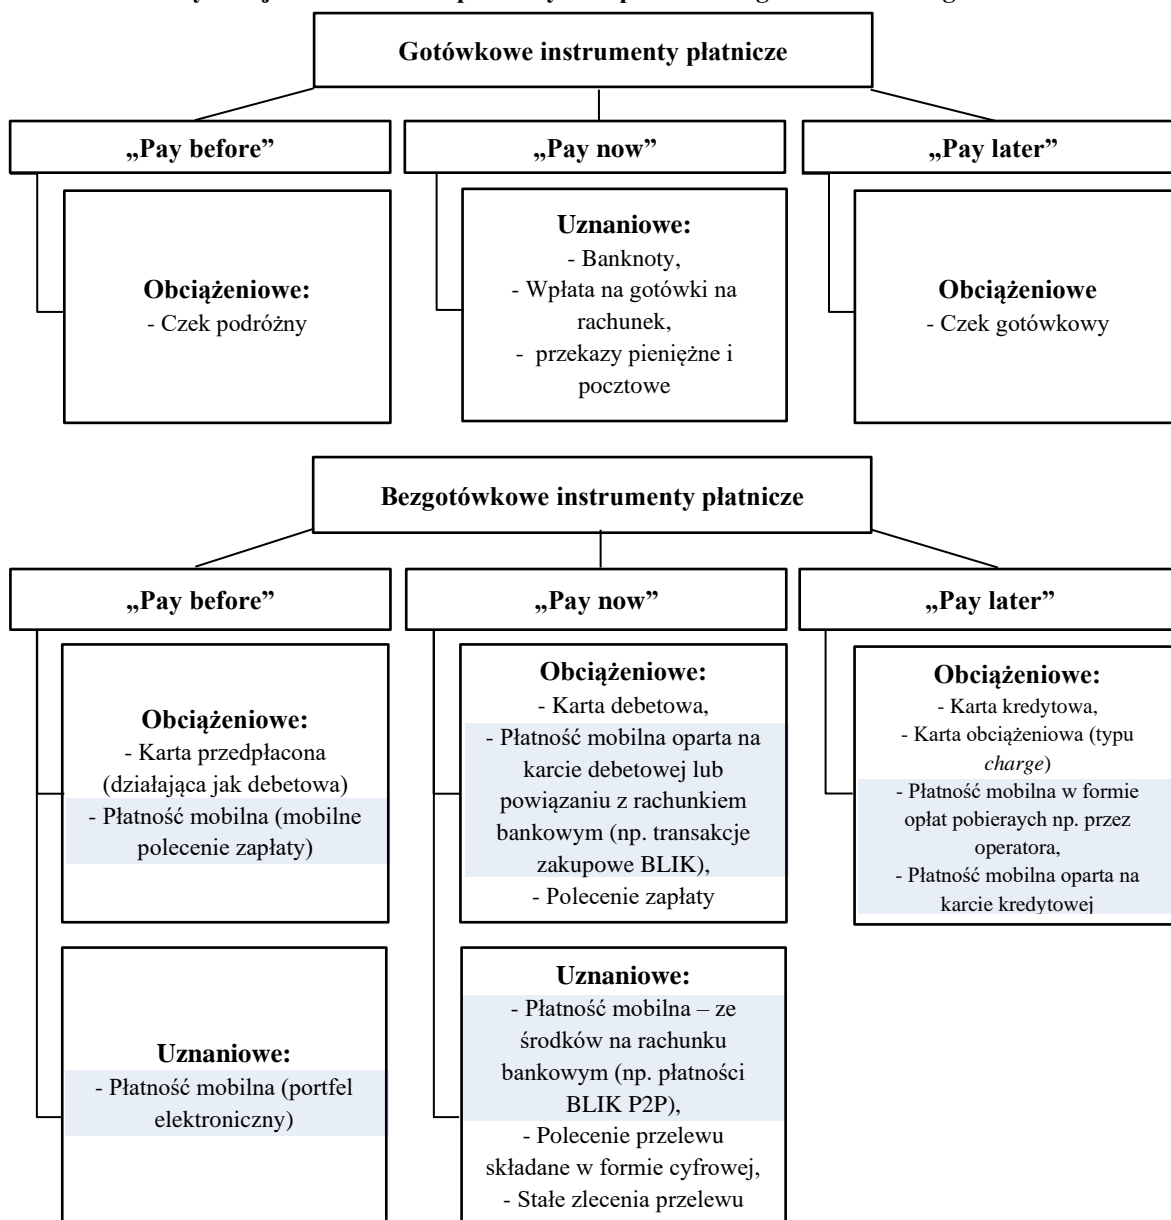 Gotówkowe instrumenty płatnicze
„Pay before”
„Pay now”
„Pay later”
Obciążeniowe:
- Czek podróżny
Uznaniowe:
- Banknoty,
- Wpłata na gotówki na
rachunek,
- przekazy pieniężne i
pocztowe
Obciążeniowe
- Czek gotówkowy
Bezgotówkowe instrumenty płatnicze
„Pay before”
„Pay now”
„Pay later”
Obciążeniowe:
- Karta przedpłacona
(działająca jak debetowa)
- Płatność mobilna (mobilne
polecenie zapłaty)
Uznaniowe:
- Płatność mobilna (portfel
elektroniczny)
Obciążeniowe:
- Karta debetowa,
- Płatność mobilna oparta na
karcie debetowej lub
powiązaniu z rachunkiem
bankowym (np. transakcje
zakupowe BLIK),
- Polecenie zapłaty
Uznaniowe:
- Płatność mobilna – ze
środków na rachunku
bankowym (np. płatności
BLIK P2P),
- Polecenie przelewu
składane w formie cyfrowej,
- Stałe zlecenia przelewu
Obciążeniowe:
- Karta kredytowa,
- Karta obciążeniowa (typu
charge)
- Płatność mobilna w formie
opłat pobieraych np. przez
operatora,
- Płatność mobilna oparta na
karcie kredytowej